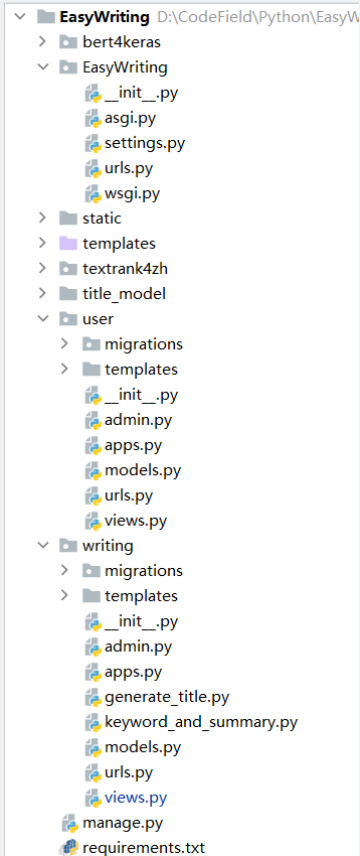 EasyWriting D:\CodeField\Python\EasyW
bert4keras
EasyWriting
__init__.py
asgi.py
settings.py
urls.py
wsgi.py
static
templates
textrank4zh
title_model
user
migrations
templates
__init__.py
admin.py
apps.py
models.py
urls.py
views.py
writing
migrations
templates
__init__.py
admin.py
apps.py
generate_title.py
keyword_and_summary.py
models.py
urls.py
views.py
manage.py
requirements.txt